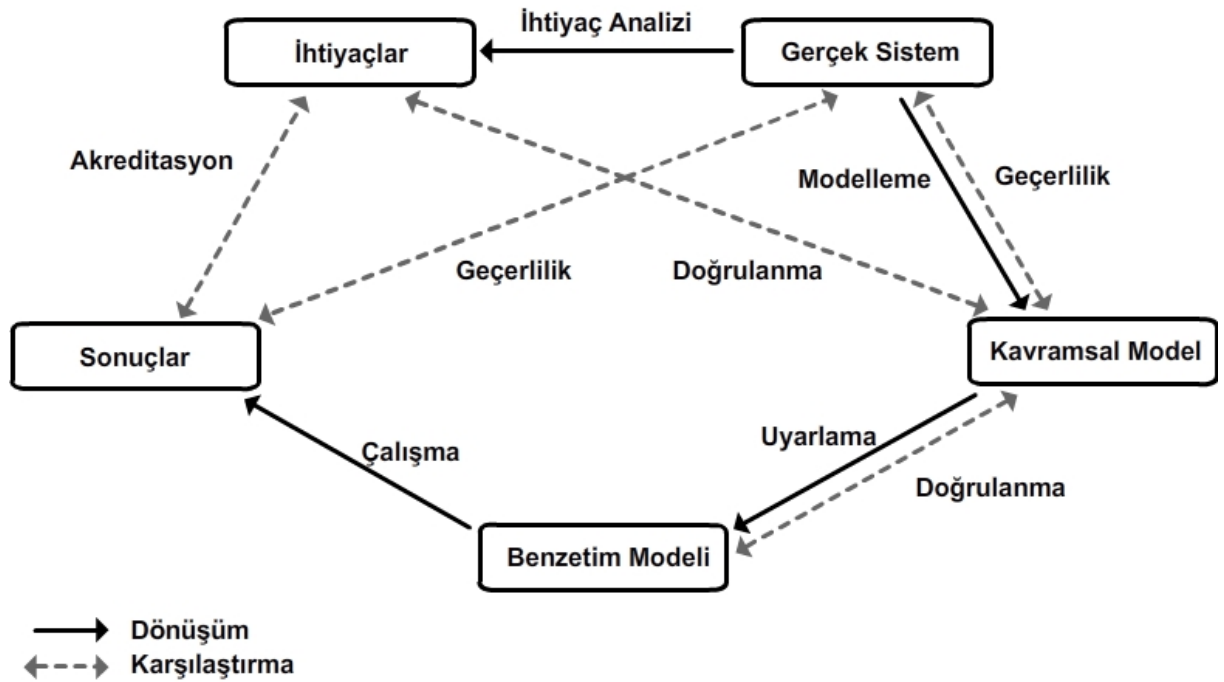 İhtiyaç Analizi
İhtiyaçlar
Gerçek Sistem
Akreditasyon
Modelleme
Geçerlilik
Geçerlilik
Doğrulanma
Sonuçlar
Kavramsal Model
Çalışma
Uyarlama
Doğrulanma
Benzetim Modeli
Dönüşüm
Karşılaştırma